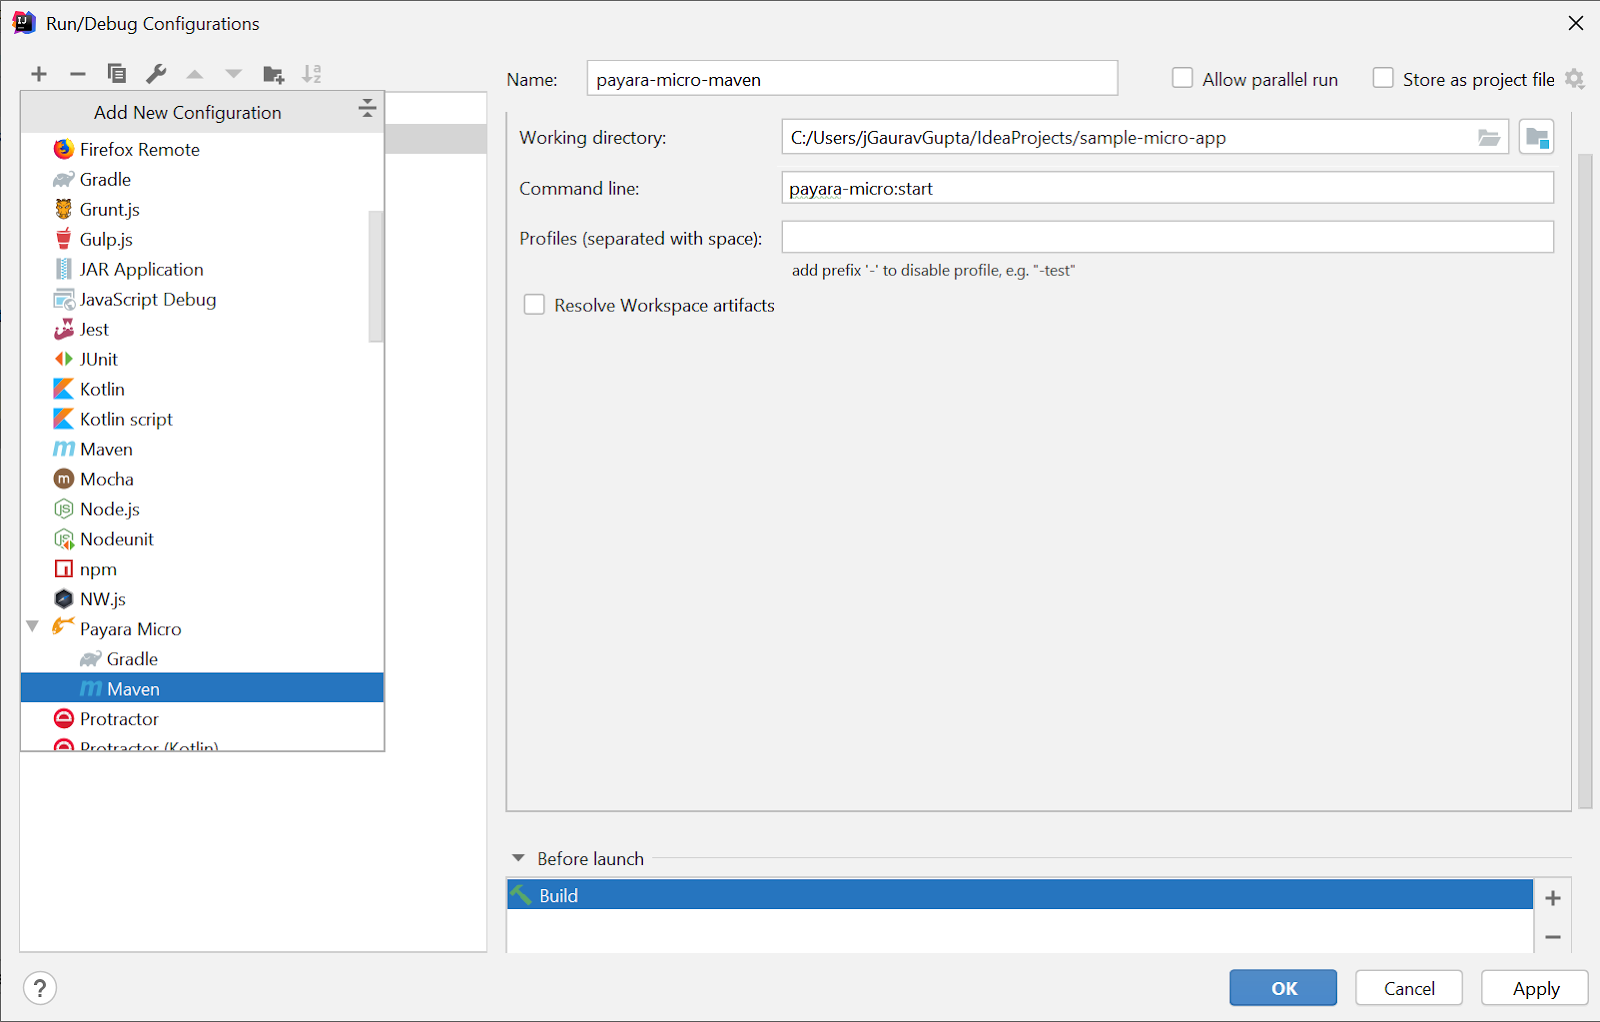 Run/Debug Configurations
Name: payara-micro-maven Allow parallel run Store as project file
Add New Configuration
Firefox Remote
Gradle
Grunt.js
Gulp.js
JAR Application
JavaScript Debug
Jest
JUnit
Kotlin
Kotlin script
Maven
Mocha
Node.js
Nodeunit
npm
NW.js
Payara Micro
Gradle
Maven
Protractor
Protractor (Kotlin)
Working directory: C:/Users/jGauravGupta/IdeaProjects/sample-micro-app
Command line: payara-micro:start
Profiles (separated with space):
add prefix '-' to disable profile, e.g. "-test"
Resolve Workspace artifacts
Before launch
Build
? OK Cancel Apply